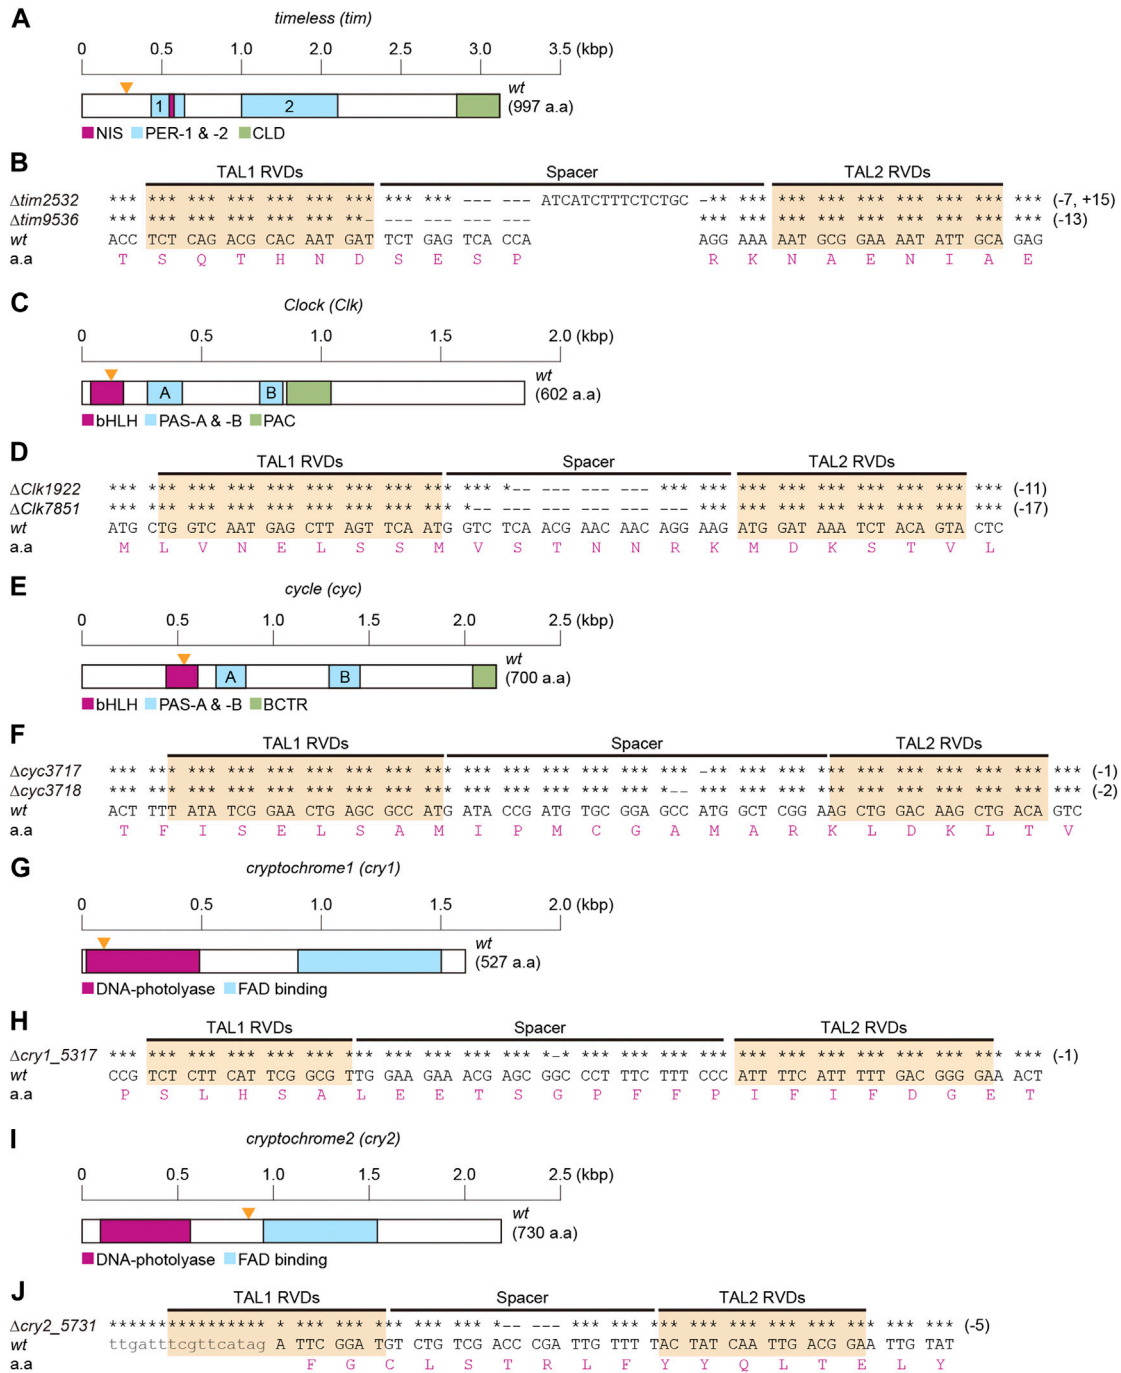 A
timeless (tim)
0 0.5 1.0 2.0 2.5 3.0 3.5 (kbp)
wt
1 2 (997 a.a)
NIS PER-1 & -2 CLD
B
TAL1 RVDs Spacer TAL2 RVDs
Δtim2532 *** *** *** *** *** *** *** *** *** --- --- ATCATCTTTCTCTGC -** *** *** *** *** *** *** *** *** (-7, +15)
Δtim9536 *** *** *** *** *** *** **- --- --- --- --- *** *** *** *** *** *** *** *** *** (-13)
wt ACC TCT CAG ACG CAC AAT GAT TCT GAG TCA CCA AGG AAA AAT GCG GAA AAT ATT GCA GAG
a.a T S Q T H N D S E S P R K N A E N I A E
C
Clock (Clk)
0 0.5 1.0 1.5 2.0 (kbp)
wt
A B (602 a.a)
bHLH PAS-A & -B PAC
D
TAL1 RVDs Spacer TAL2 RVDs
ΔClk1922 *** *** *** *** *** *** *** *** *** *** *-- --- --- --- *** *** *** *** *** *** *** *** *** (-11)
ΔClk7851 *** *** *** *** *** *** *** *** *** *-- --- --- --- --- --- *** *** *** *** *** *** *** *** (-17)
wt ATG CTG GTC AAT GAG CTT AGT TCA ATG GTC TCA ACG AAC AAC AGG AAG ATG GAT AAA TCT ACA GTA CTC
a.a M L V N E L S S M V S T N N R K M D K S T V L
E
cycle (cyc)
0 0.5 1.0 1.5 2.0 2.5 (kbp)
wt
A B (700 a.a)
bHLH PAS-A & -B BCTR
F
TAL1 RVDs Spacer TAL2 RVDs
Δcyc3717 *** *** *** *** *** *** *** *** *** *** *** *** *** *** *** -** *** *** *** *** *** *** *** *** *** (-1)
Δcyc3718 *** *** *** *** *** *** *** *** *** *** *** *** *** *** *-- *** *** *** *** *** *** *** *** *** *** (-2)
wt ACT TTT ATA TCG GAA CTG AGC GCC ATG ATA CCG ATG TGC GGA GCC ATG GCT CGG AAG CTG GAC AAG CTG ACA GTC
a.a T F I S E L S A M I P M C G A M A R K L D K L T V
G
cryptochrome1 (cry1)
0 0.5 1.0 1.5 2.0 (kbp)
wt
(527 a.a)
DNA-photolyase FAD binding
H
TAL1 RVDs Spacer TAL2 RVDs
Δcry1_5317 *** *** *** *** *** *** *** *** *** *** *** *-* *** *** *** *** *** *** *** *** *** *** *** *** (-1)
wt CCG TCT CTT CAT TCG GCG TTG GAA GAA ACG AGC GGC CCT TTC TTT CCC ATT TTC ATT TTT GAC GGG GAA ACT
a.a P S L H S A L E E T S G P F F P I F I F D G E T
I
cryptochrome2 (cry2)
0 0.5 1.0 1.5 2.0 2.5 (kbp)
wt
(730 a.a)
DNA-photolyase FAD binding
J
TAL1 RVDs Spacer TAL2 RVDs
Δcry2_5731 **************** * *** *** *** *** *** *-- --- *** *** *** *** *** *** *** *** *** *** (-5)
wt ttgatttcgttcatag A TTC GGA TGT CTG TCG ACC CGA TTG TTT TAC TAT CAA TTG ACG GAA TTG TAT
a.a F G C L S T R L F Y Y Q L T E L Y